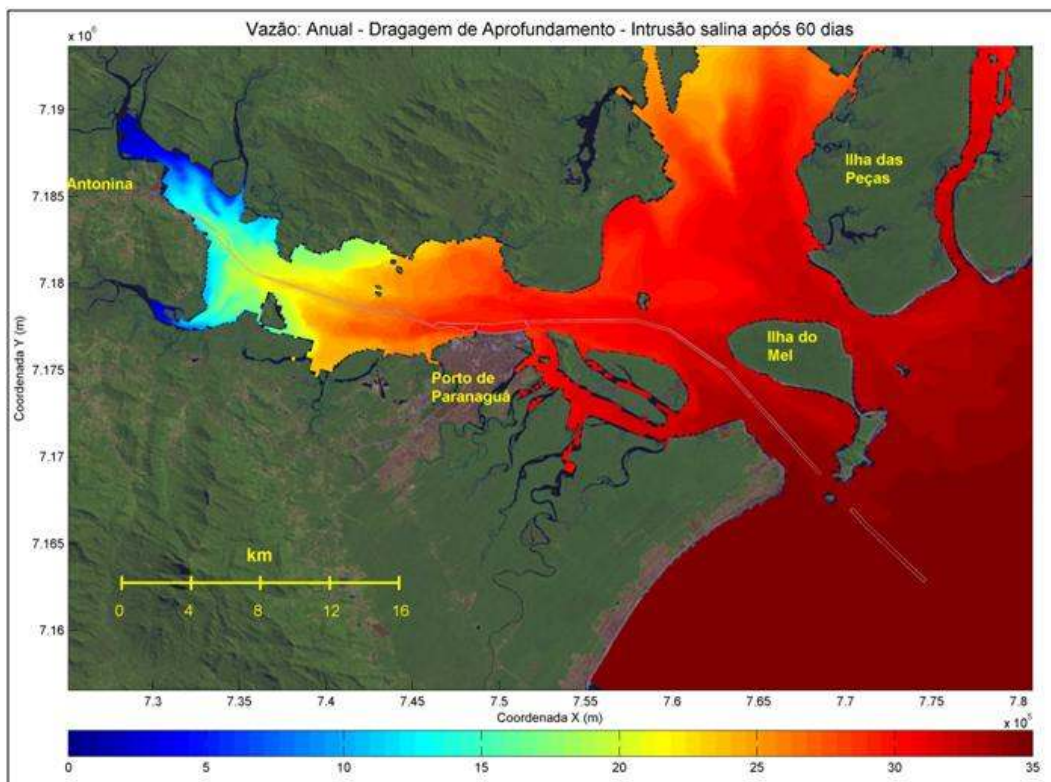 Vazão: Anual - Dragagem de Aprofundamento - Intrusão salina após 60 dias
x 10⁶
7.19
7.185
7.18
7.175
7.17
7.165
7.16
Coordenada Y (m)
Antonina
Ilha das
Peças
Ilha do
Mel
Porto de
Paranaguá
km
0 4 8 12 16
7.3 7.35 7.4 7.45 7.5 7.55 7.6 7.65 7.7 7.75 7.8
Coordenada X (m)
x 10⁵
0 5 10 15 20 25 30 35